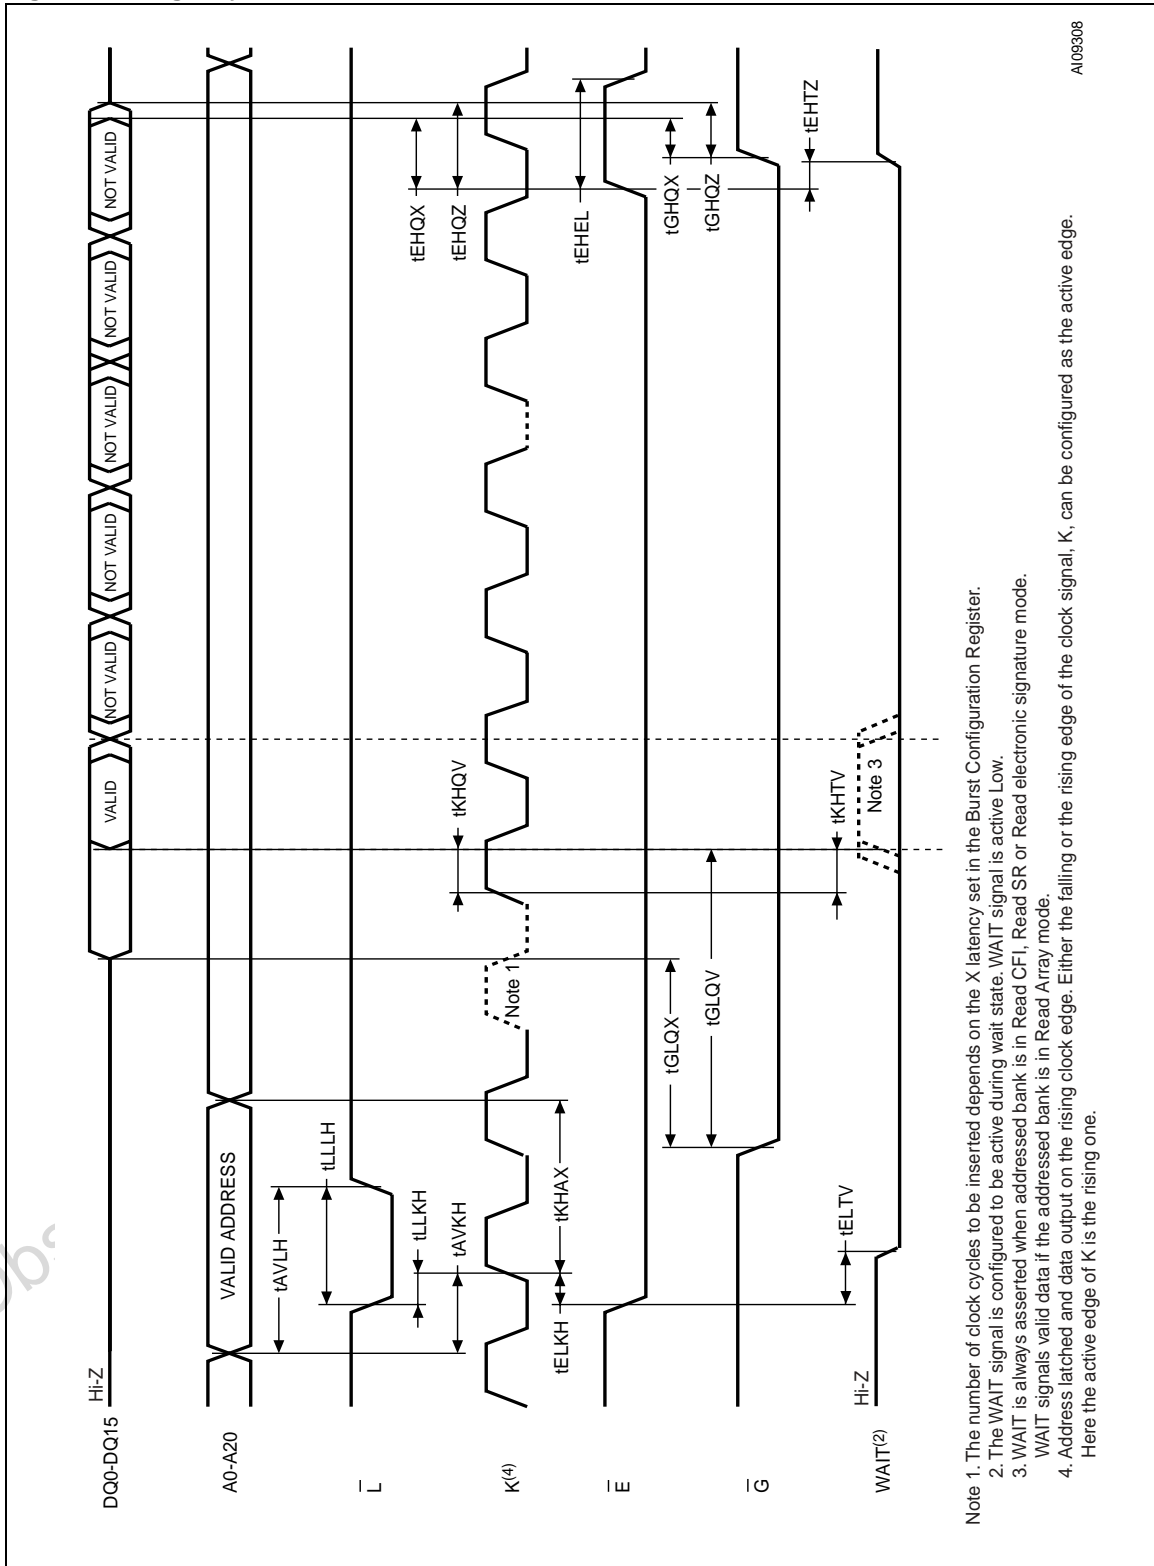 DQ0-DQ15
Hi-Z
VALID
NOT VALID
NOT VALID
NOT VALID
NOT VALID
NOT VALID
A0-A20
VALID ADDRESS
L
tAVLH
tLLLH
tLLKH
tAVKH
K(4)
Note 1
tKHQV
tEHQX
tEHQZ
E
tELKH
tKHAX
tEHEL
G
tGLQX
tGLQV
tGHQX
tGHQZ
WAIT(2)
Hi-Z
tELTV
tKHTV
Note 3
tEHTZ
Note 1. The number of clock cycles to be inserted depends on the X latency set in the Burst Configuration Register.
2. The WAIT signal is configured to be active during wait state. WAIT signal is active Low.
3. WAIT is always asserted when addressed bank is in Read CFI, Read SR or Read electronic signature mode.
WAIT signals valid data if the addressed bank is in Read Array mode.
4. Address latched and data output on the rising clock edge. Either the falling or the rising edge of the clock signal, K, can be configured as the active edge.
Here the active edge of K is the rising one.
AI09308